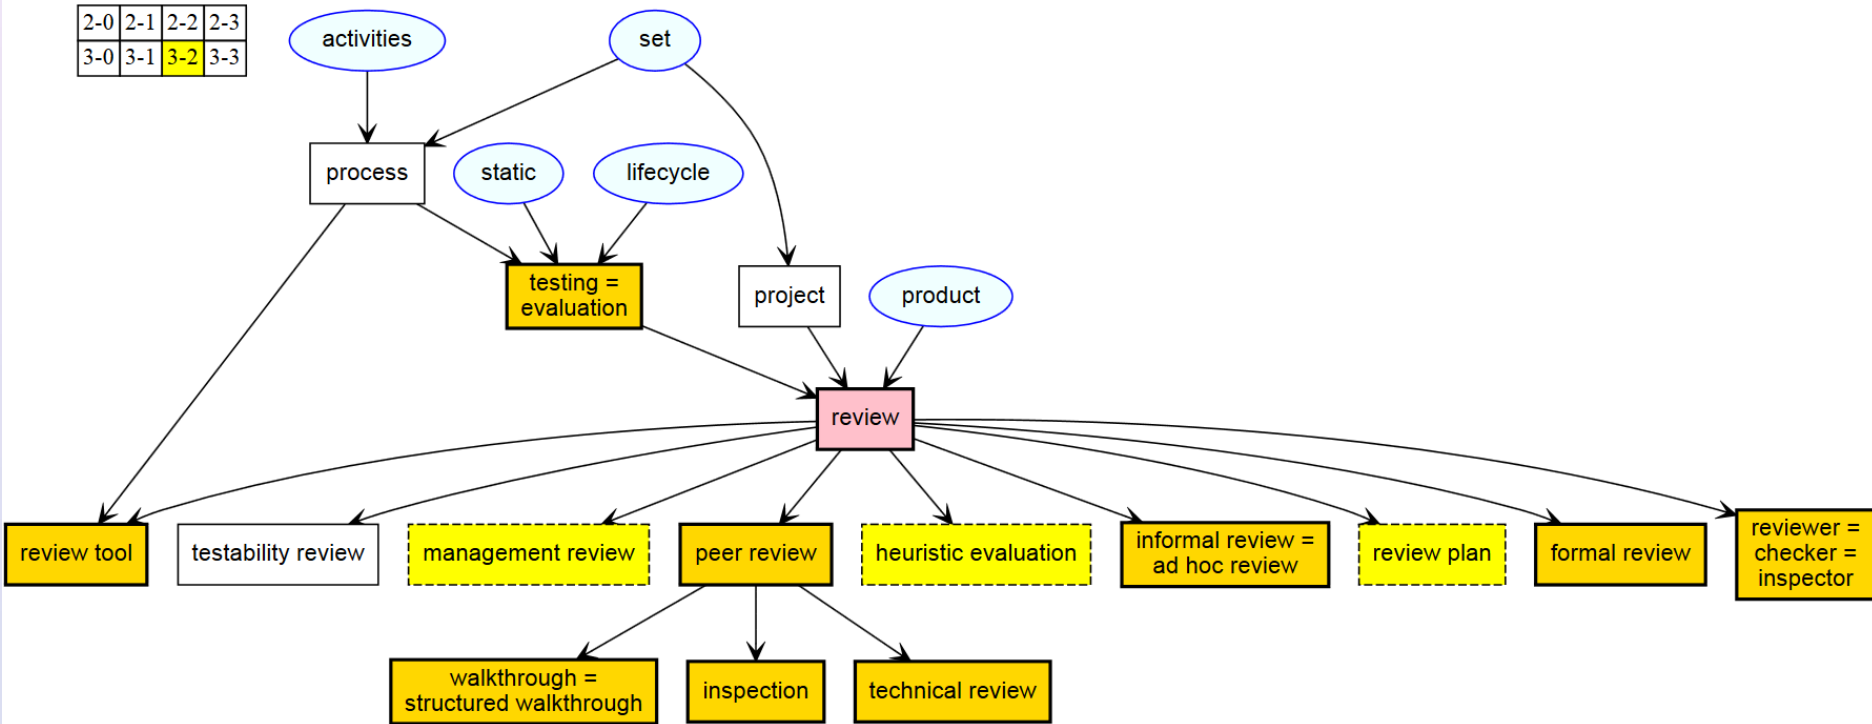 2-0 2-1 2-2 2-3
3-0 3-1 3-2 3-3
activities
set
process
static
lifecycle
testing =
evaluation
project
product
review
review tool
testability review
management review
peer review
heuristic evaluation
informal review =
ad hoc review
review plan
formal review
reviewer =
checker =
inspector
walkthrough =
structured walkthrough
inspection
technical review